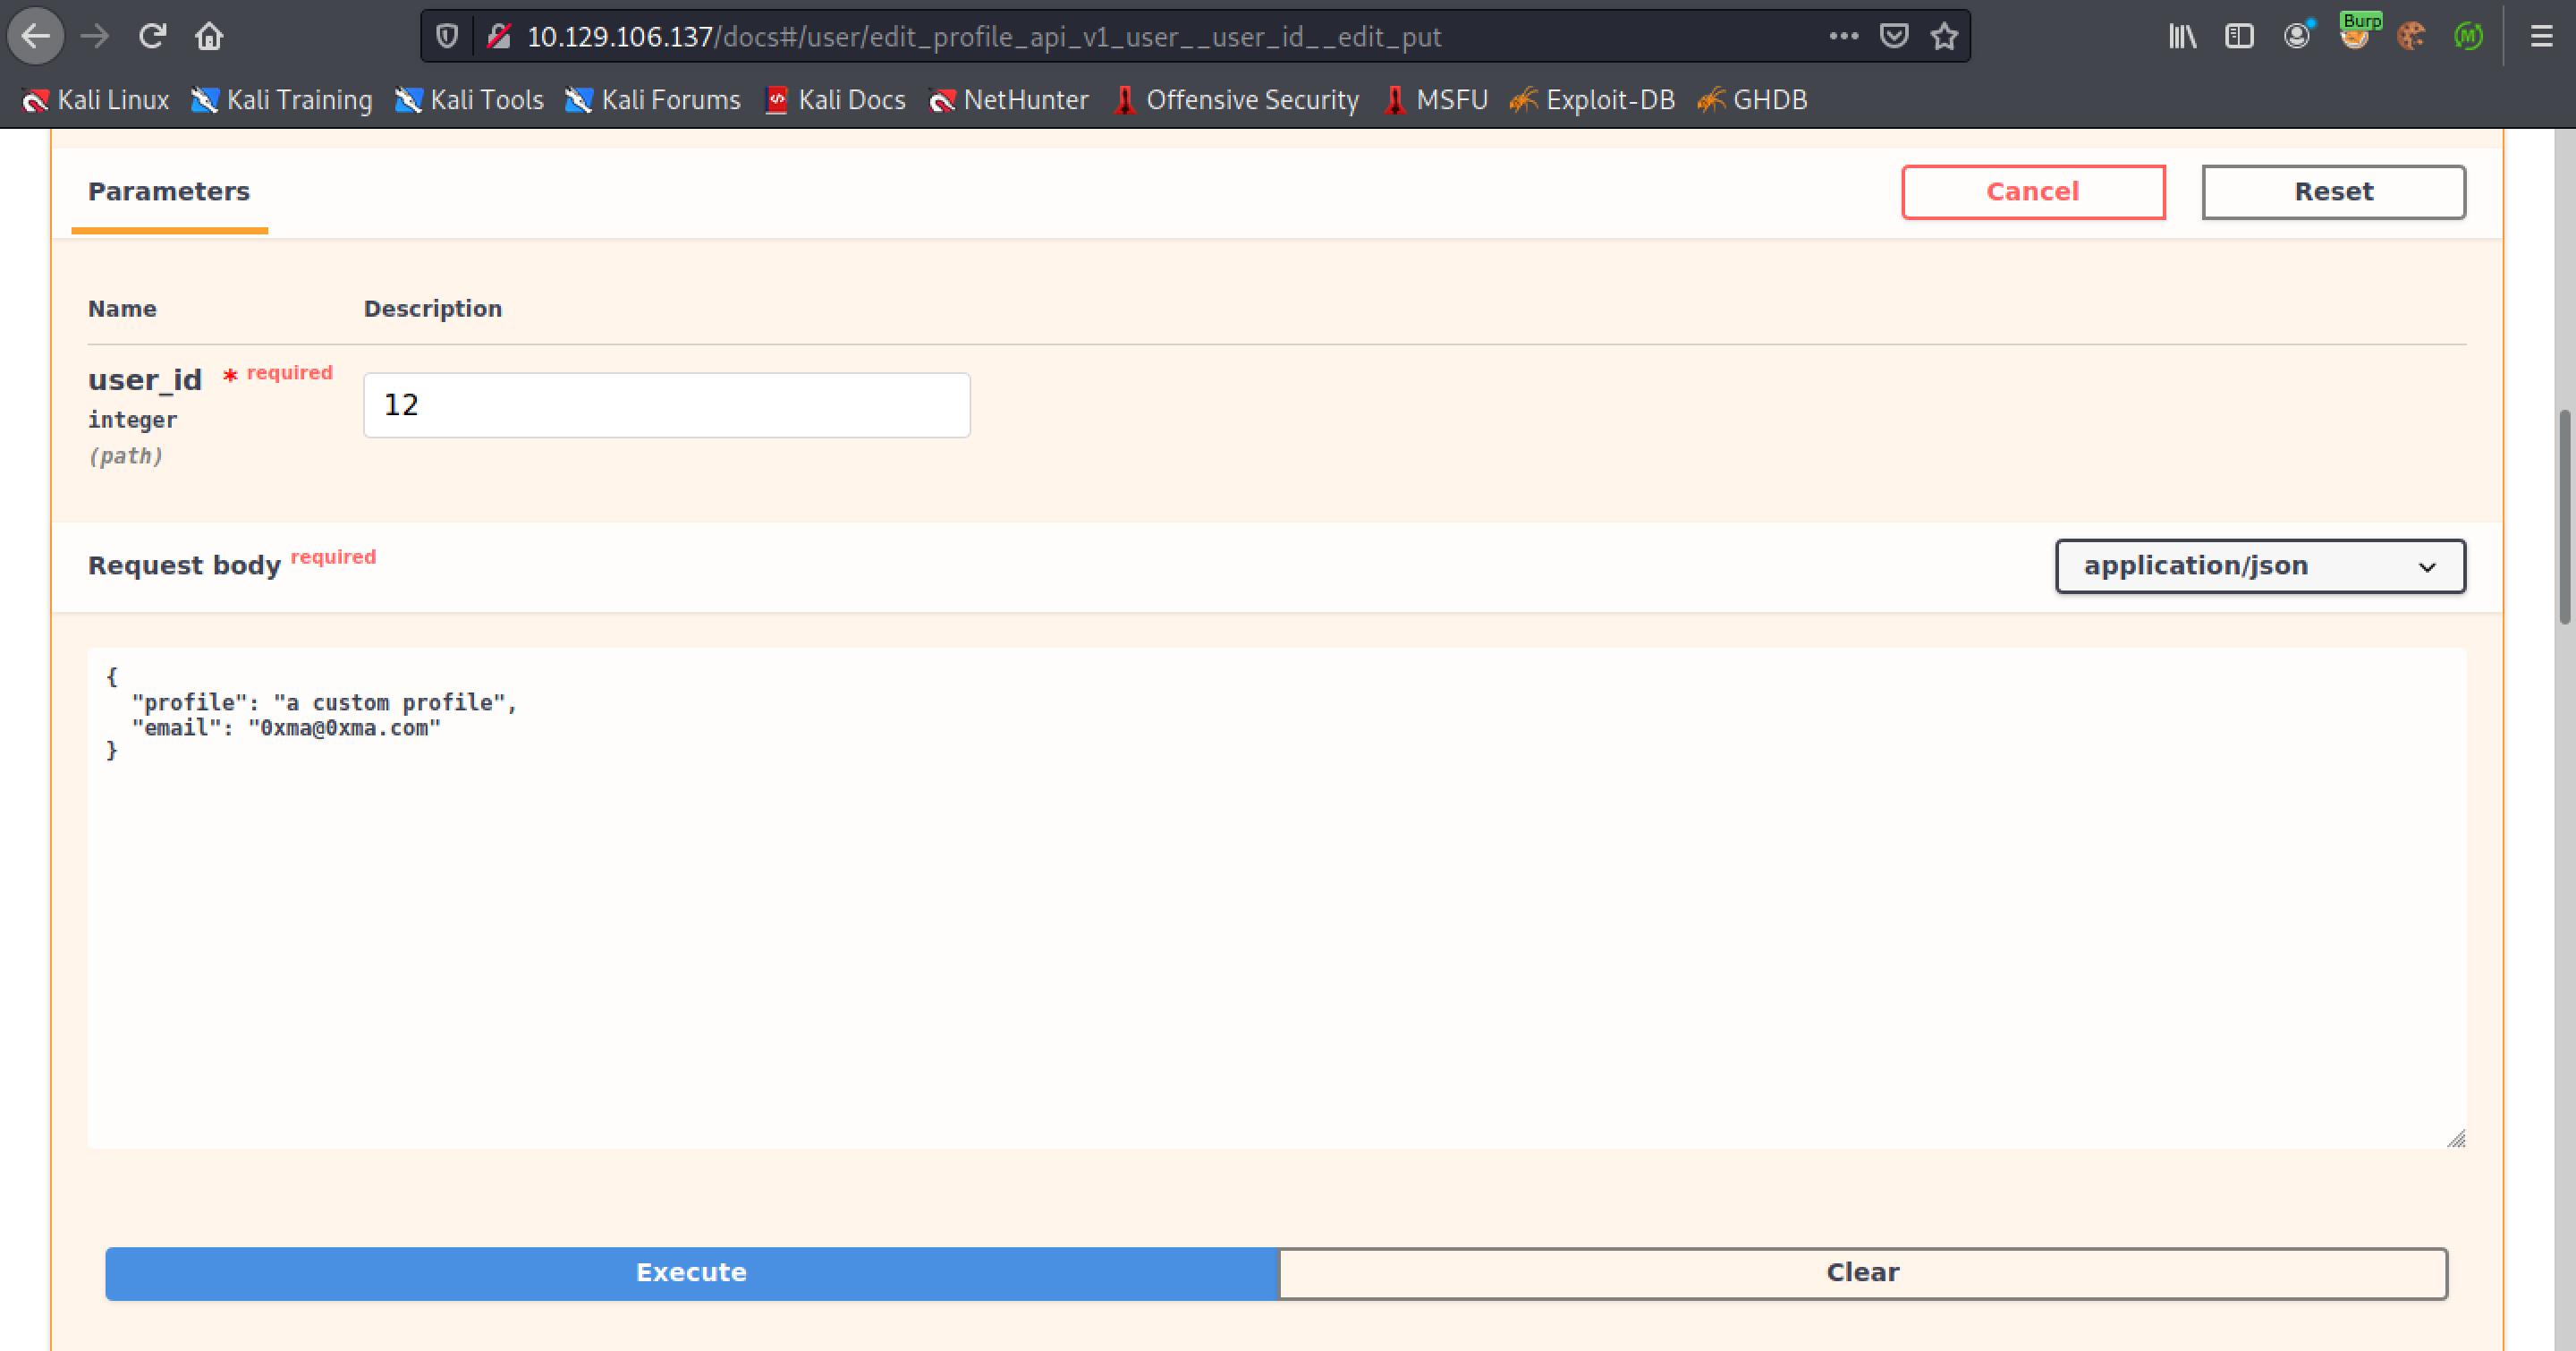 10.129.106.137/docs#/user/edit_profile_api_v1_user__user_id__edit_put
Burp
Kali Linux Kali Training Kali Tools Kali Forums Kali Docs NetHunter Offensive Security MSFU Exploit-DB GHDB
Parameters Cancel Reset
Name Description
user_id * required 12
integer
(path)
Request body required application/json
{
"profile": "a custom profile",
"email": "0xma@0xma.com"
}
Execute Clear